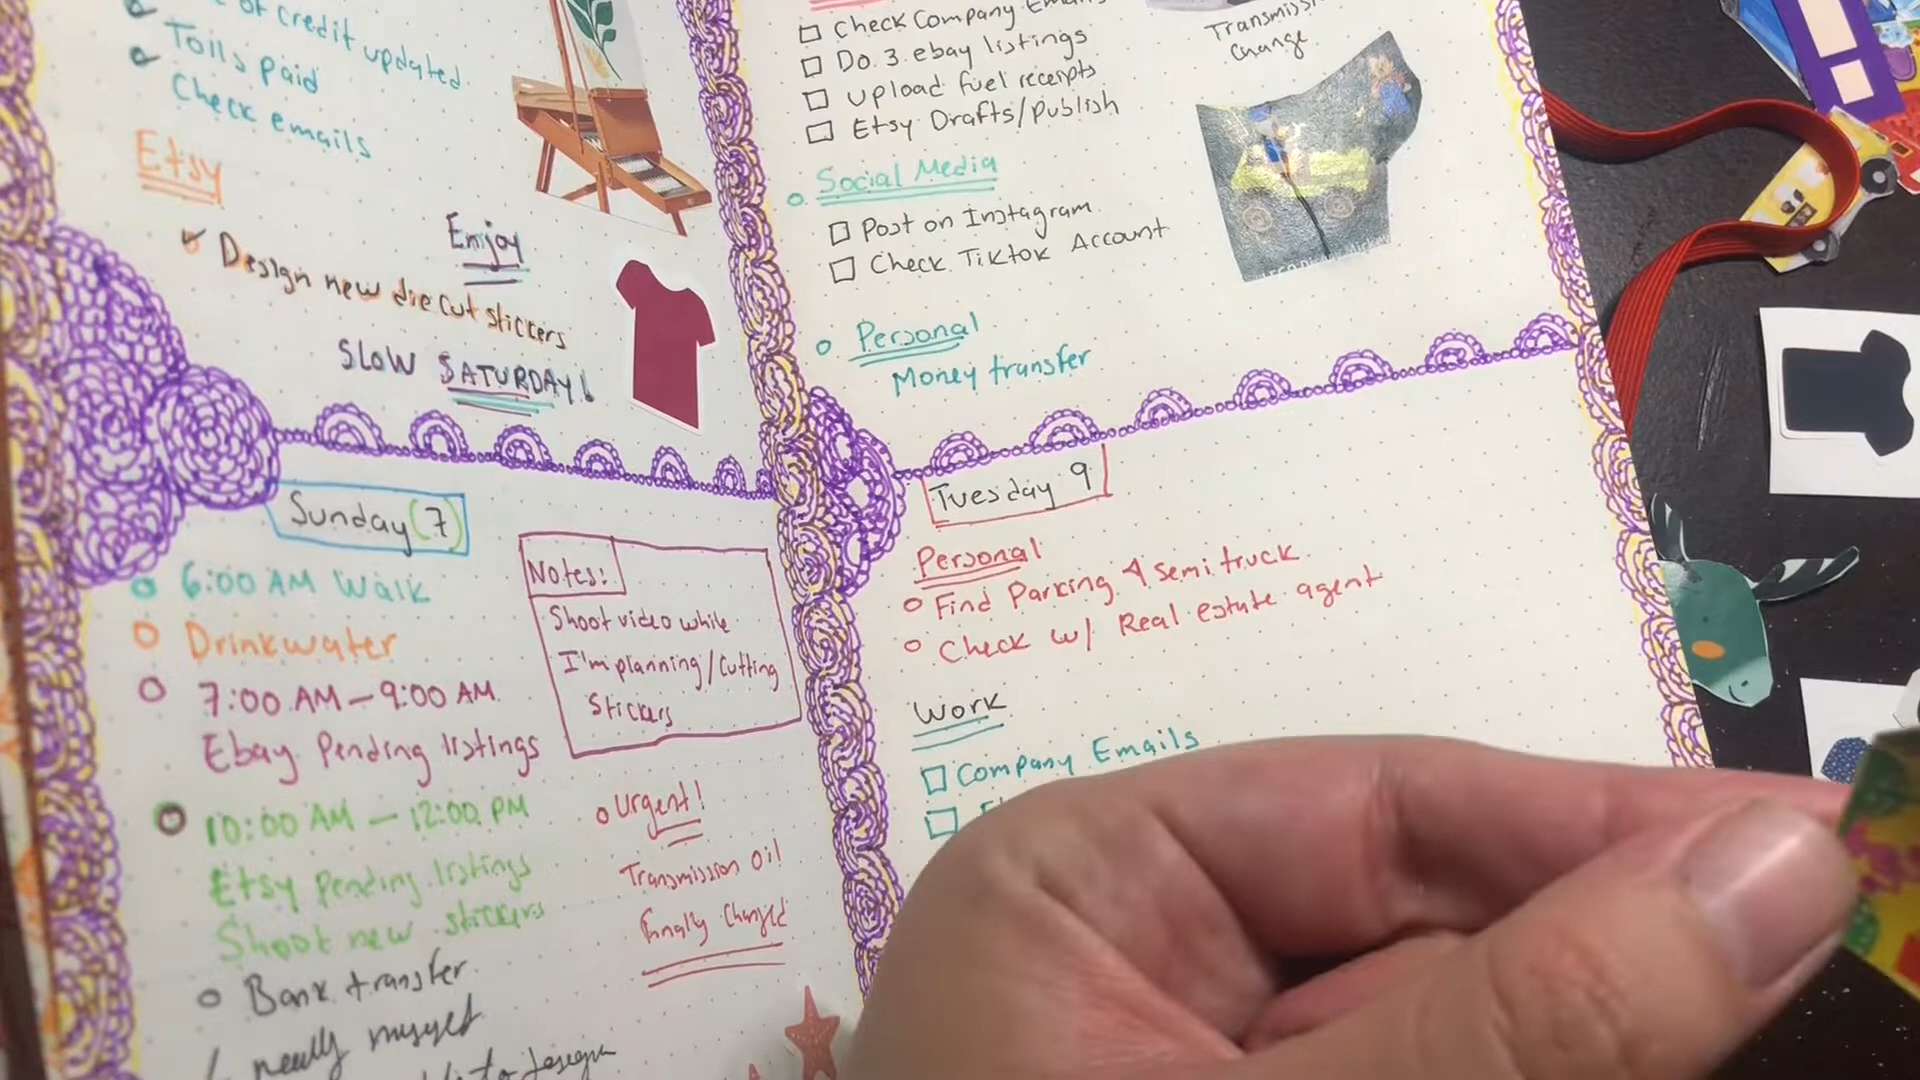 of credit updated
Tolls paid
Check emails
Etsy
Design new die cut stickers
Enjoy
SLOW SATURDAY!
Sunday (7)
6:00 AM Walk
Drink water
7:00 AM - 9:00 AM
Ebay Pending listings
10:00 AM - 12:00 PM
Etsy pending listings
Shoot new stickers
Bank transfer
Notes:
Shoot video while
I'm planning/cutting
Stickers
Urgent!
Transmission Oil
finally changed
Check Company Emails
Do 3 ebay listings
Upload fuel receipts
Etsy Drafts/Publish
Social Media
Post on Instagram
Check Tiktok Account
Personal
Money transfer
Transmission
Change
Tuesday 9
Personal
Find Parking 4 Semi truck
Check w/ Real estate agent
Work
Company Emails